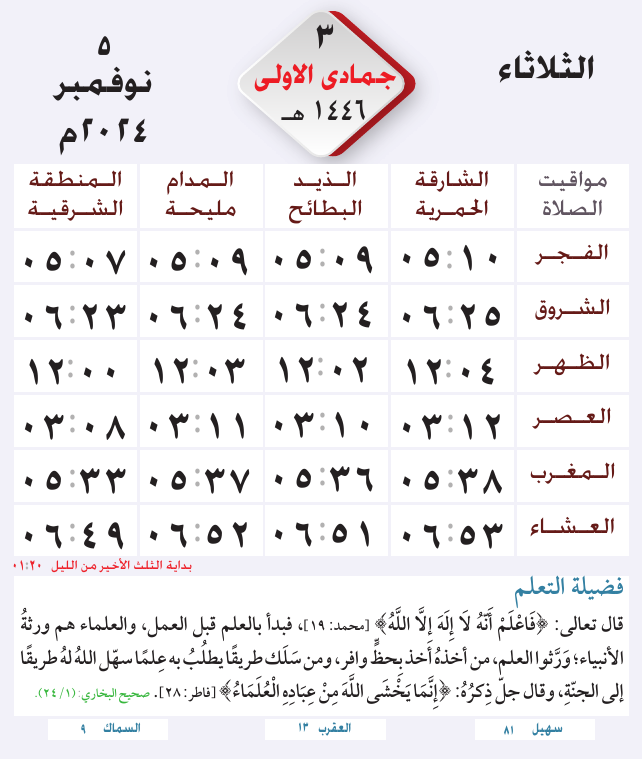 الثلاثاء
٣
جمادى الاولى
١٤٤٦ هـ
٥
نوفمبر
٢٠٢٤م
مواقيت الصلاة | الشارقة الحمرية | الذيد البطائح | المدام مليحة | المنطقة الشرقية
الفجر ٠٥:١٠ ٠٥:٠٩ ٠٥:٠٩ ٠٥:٠٧
الشروق ٠٦:٢٥ ٠٦:٢٤ ٠٦:٢٤ ٠٦:٢٣
الظهر ١٢:٠٤ ١٢:٠٢ ١٢:٠٣ ١٢:٠٠
العصر ٠٣:١٢ ٠٣:١٠ ٠٣:١١ ٠٣:٠٨
المغرب ٠٥:٣٨ ٠٥:٣٦ ٠٥:٣٧ ٠٥:٣٣
العشاء ٠٦:٥٣ ٠٦:٥١ ٠٦:٥٢ ٠٦:٤٩
بداية الثلث الأخير من الليل ٠١:٢٠
فضيلة التعلم
قال تعالى: ﴿فَاعْلَمْ أَنَّهُ لَا إِلَهَ إِلَّا اللَّهُ﴾ [محمد: ١٩]، فبدأ بالعلم قبل العمل، والعلماء هم ورثةُ
الأنبياء؛ وَرَّثوا العلم، من أخذهُ أَخذ بِحظٍّ وافر، ومن سَلَك طريقًا يطلُبُ به عِلمًا سهّل اللهُ لهُ طريقًا
إلى الجنّةِ، وقال جلّ ذِكرُهُ: ﴿إِنَّمَا يَخْشَى اللَّهَ مِنْ عِبَادِهِ الْعُلَمَاءُ﴾ [فاطر: ٢٨]. صحيح البخاري: (١/ ٢٤).
سهيل ٨١
العقرب ١٣
السماك ٩